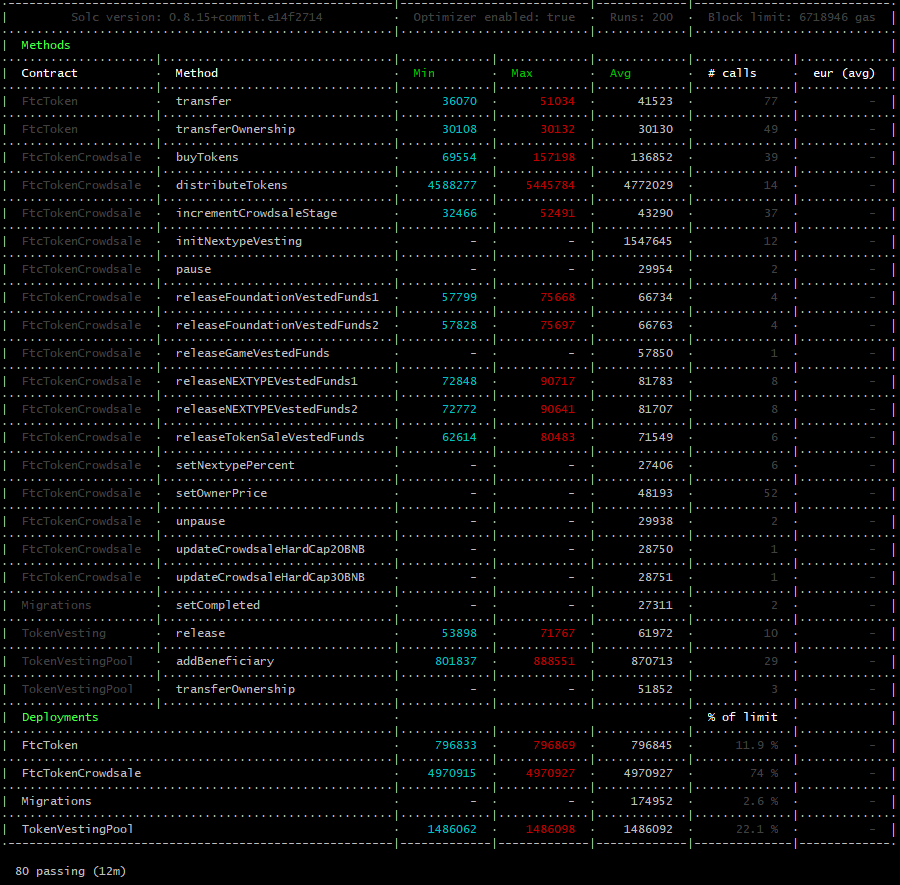 Solc version: 0.8.15+commit.e14f2714 Optimizer enabled: true Runs: 200 Block limit: 6718946 gas
Methods
Contract Method Min Max Avg # calls eur (avg)
FtcToken transfer 36070 51034 41523 77 -
FtcToken transferOwnership 30108 30132 30130 49 -
FtcTokenCrowdsale buyTokens 69554 157198 136852 39 -
FtcTokenCrowdsale distributeTokens 4588277 5445784 4772029 14 -
FtcTokenCrowdsale incrementCrowdsaleStage 32466 52491 43290 37 -
FtcTokenCrowdsale initNextypeVesting - - 1547645 12 -
FtcTokenCrowdsale pause - - 29954 2 -
FtcTokenCrowdsale releaseFoundationVestedFunds1 57799 75668 66734 4 -
FtcTokenCrowdsale releaseFoundationVestedFunds2 57828 75697 66763 4 -
FtcTokenCrowdsale releaseGameVestedFunds - - 57850 1 -
FtcTokenCrowdsale releaseNEXTYPEVestedFunds1 72848 90717 81783 8 -
FtcTokenCrowdsale releaseNEXTYPEVestedFunds2 72772 90641 81707 8 -
FtcTokenCrowdsale releaseTokenSaleVestedFunds 62614 80483 71549 6 -
FtcTokenCrowdsale setNextypePercent - - 27406 6 -
FtcTokenCrowdsale setOwnerPrice - - 48193 52 -
FtcTokenCrowdsale unpause - - 29938 2 -
FtcTokenCrowdsale updateCrowdsaleHardCap20BNB - - 28750 1 -
FtcTokenCrowdsale updateCrowdsaleHardCap30BNB - - 28751 1 -
Migrations setCompleted - - 27311 2 -
TokenVesting release 53898 71767 61972 10 -
TokenVestingPool addBeneficiary 801837 888551 870713 29 -
TokenVestingPool transferOwnership - - 51852 3 -
Deployments % of limit
FtcToken 796833 796869 796845 11.9 % -
FtcTokenCrowdsale 4970915 4970927 4970927 74 % -
Migrations - - 174952 2.6 % -
TokenVestingPool 1486062 1486098 1486092 22.1 % -
80 passing (12m)